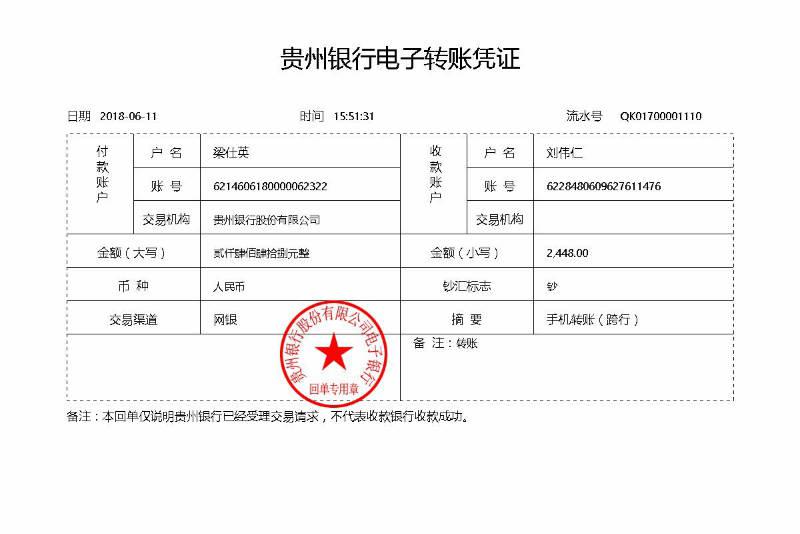 贵州银行电子转账凭证
日期 2018-06-11 时间 15:51:31 流水号 QK01700001110
付款账户 户 名 梁仕英 收款账户 户 名 刘伟仁
账 号 6214606180000062322 账 号 6228480609627611476
交易机构 贵州银行股份有限公司 交易机构
金额（大写） 贰仟肆佰肆拾捌元整 金额（小写） 2,448.00
币 种 人民币 钞汇标志 钞
交易渠道 网银 摘 要 手机转账（跨行）
备 注：转账
贵州银行股份有限公司电子银行
回单专用章
备注：本回单仅说明贵州银行已经受理交易请求，不代表收款银行收款成功。